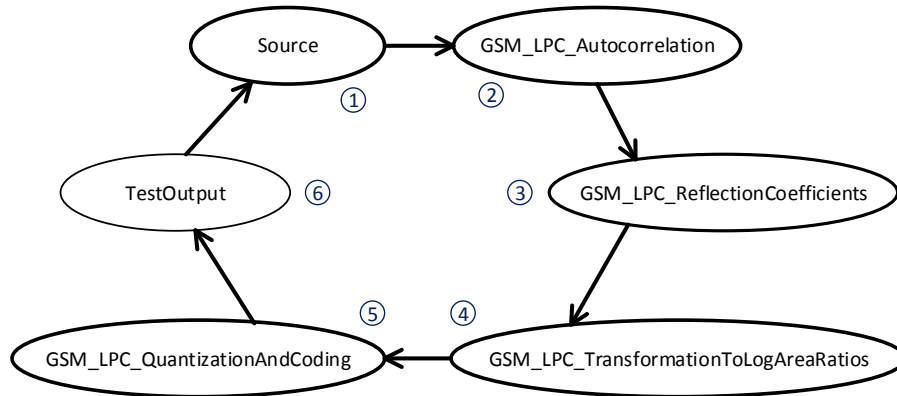 Source
GSM_LPC_Autocorrelation
①
②
TestOutput
⑥
③
GSM_LPC_ReflectionCoefficients
⑤
④
GSM_LPC_QuantizationAndCoding
GSM_LPC_TransformationToLogAreaRatios